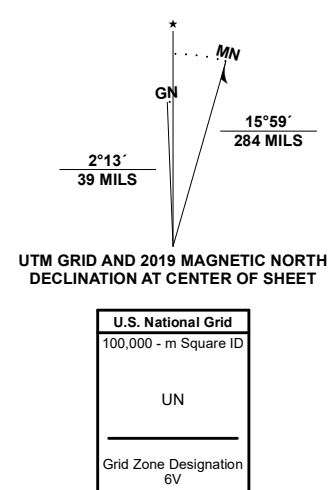 MN
GN
15°59´
284 MILS
2°13´
39 MILS
UTM GRID AND 2019 MAGNETIC NORTH
DECLINATION AT CENTER OF SHEET
U.S. National Grid
100,000 - m Square ID
UN
Grid Zone Designation
6V